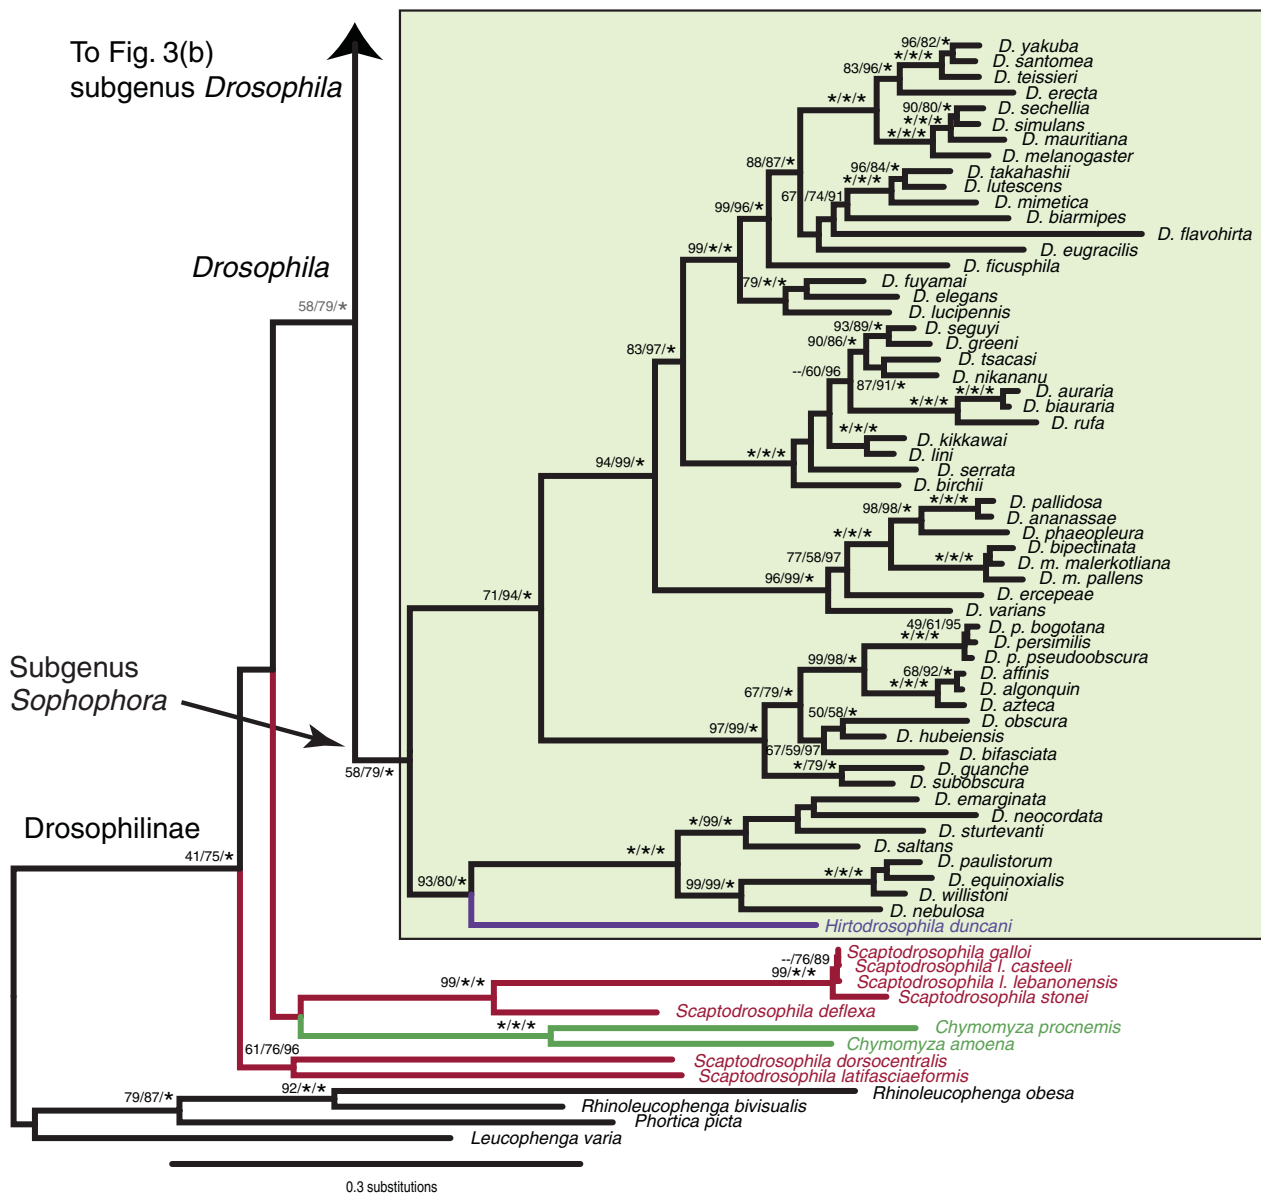 To Fig. 3(b)
subgenus Drosophila
96/82/*
D. yakuba
*/*/*
D. santomea
83/96/*
D. teissieri
D. erecta
*/*/*
90/80/*
D. sechellia
*/*/*
D. simulans
*/*/*
D. mauritiana
D. melanogaster
88/87/*
96/84/*
D. takahashii
*/*/*
D. lutescens
67/74/91
D. mimetica
99/96/*
D. biarmipes
D. flavohirta
99/*/*
D. eugracilis
Drosophila
D. ficusphila
79/*/*
D. fuyamai
D. elegans
58/79/*
D. lucipennis
93/89/*
D. seguyi
90/86/*
D. greeni
83/97/*
D. tsacasi
--/60/96
D. nikananu
87/91/*
*/*/*
D. auraria
*/*/*
D. biauraria
D. rufa
*/*/*
D. kikkawai
*/*/*
D. lini
94/99/*
D. serrata
D. birchii
*/*/*
D. pallidosa
98/98/*
D. ananassae
*/*/*
D. phaeopleura
D. bipectinata
77/58/97
*/*/*
D. m. malerkotliana
96/99/*
D. m. pallens
71/94/*
D. ercepeae
D. varians
49/61/95
D. p. bogotana
*/*/*
D. persimilis
99/98/*
D. p. pseudoobscura
Subgenus
Sophophora
68/92/*
D. affinis
*/*/*
D. algonquin
67/79/*
D. azteca
50/58/*
D. obscura
97/99/*
D. hubeiensis
67/59/97
D. bifasciata
*/79/*
D. guanche
58/79/*
D. subobscura
D. emarginata
*/99/*
D. neocordata
Drosophilinae
D. sturtevanti
*/*/*
D. saltans
41/75/*
D. paulistorum
*/*/*
D. equinoxialis
93/80/*
99/99/*
D. willistoni
D. nebulosa
Hirtodrosophila duncani
Scaptodrosophila galloi
--/76/89
Scaptodrosophila l. casteeli
99/*/*
99/*/*
Scaptodrosophila l. lebanonensis
Scaptodrosophila stonei
Scaptodrosophila deflexa
*/*/*
Chymomyza procnemis
Chymomyza amoena
61/76/96
Scaptodrosophila dorsocentralis
Scaptodrosophila latifasciaeformis
92/*/*
Rhinoleucophenga obesa
79/87/*
Rhinoleucophenga bivisualis
Phortica picta
Leucophenga varia
0.3 substitutions